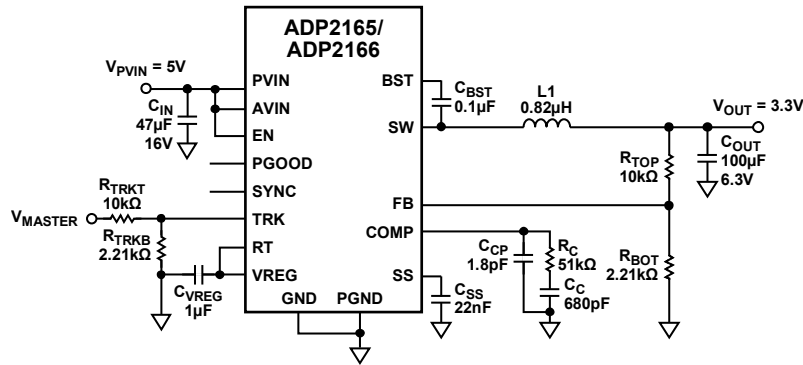 ADP2165/
ADP2166
V_PVIN = 5V
C_IN
47µF
16V
PVIN
AVIN
EN
PGOOD
SYNC
TRK
RT
VREG
GND
PGND
BST
SW
FB
COMP
SS
R_TRKT
10kΩ
V_MASTER
R_TRKB
2.21kΩ
C_VREG
1µF
C_BST
0.1µF
L1
0.82µH
V_OUT = 3.3V
C_OUT
100µF
6.3V
R_TOP
10kΩ
C_CP
1.8pF
R_C
51kΩ
C_C
680pF
R_BOT
2.21kΩ
C_SS
22nF